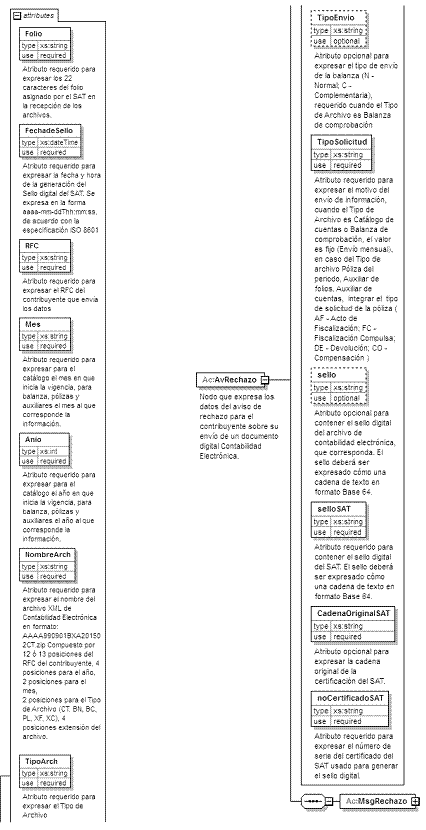 attributes
Folio
type xs:string
use required
Atributo requerido para
expresar los 22
caracteres del folio
asignado por el SAT en
la recepción de los
archivos.
FechadeSello
type xs:dateTime
use required
Atributo requerido para
expresar la fecha y hora
de la generación del
Sello digital del SAT. Se
expresa en la forma
aaaa-mm-ddThh:mm:ss,
de acuerdo con la
especificación ISO 8601
RFC
type xs:string
use required
Atributo requerido para
expresar el RFC del
contribuyente que envía
los datos
Mes
type xs:string
use required
Atributo requerido para
expresar para el
catálogo el mes en que
inicia la vigencia, para
balanza, pólizas y
auxiliares el mes al que
corresponde la
información.
Anio
type xs:int
use required
Atributo requerido para
expresar para el
catálogo el año en que
inicia la vigencia, para
balanza, pólizas y
auxiliares el año al que
corresponde la
información.
NombreArch
type xs:string
use required
Atributo requerido para
expresar el nombre del
archivo XML de
Contabilidad Electrónica
en formato:
AAAA990901BXA20150
2CT.zip Compuesto por
12 ó 13 posiciones del
RFC del contribuyente, 4
posiciones para el año,
2 posiciones para el
mes,
2 posiciones para el Tipo
de Archivo (CT, BN, BC,
PL, XF, XC), 4
posiciones extensión del
archivo.
TipoArch
type xs:string
use required
Atributo requerido para
expresar el Tipo de
Archivo
Ac:AvRechazo
Nodo que expresa los
datos del aviso de
rechazo para el
contribuyente sobre su
envío de un documento
digital Contabilidad
Electrónica.
TipoEnvio
type xs:string
use optional
Atributo opcional para
expresar el tipo de envío
de la balanza (N -
Normal; C -
Complementaria),
requerido cuando el Tipo
de Archivo es Balanza
de comprobación
TipoSolicitud
type xs:string
use required
Atributo requerido para
expresar el motivo del
envío de información,
cuando el Tipo de
Archivo es Catálogo de
cuentas o Balanza de
comprobación, el valor
es fijo (Envío mensual),
en caso del Tipo de
archivo Póliza del
periodo, Auxiliar de
folios, Auxiliar de
cuentas, integrar el tipo
de solicitud de la póliza (
AF - Acto de
Fiscalización; FC -
Fiscalización Compulsa;
DE - Devolución; CO -
Compensación )
sello
type xs:string
use optional
Atributo opcional para
contener el sello digital
del archivo de
contabilidad electrónica,
que corresponda. El
sello deberá ser
expresado cómo una
cadena de texto en
formato Base 64.
selloSAT
type xs:string
use required
Atributo requerido para
contener el sello digital
del SAT. El sello deberá
ser expresado cómo
una cadena de texto en
formato Base 64.
CadenaOriginalSAT
type xs:string
use required
Atributo opcional para
expresar la cadena
original de la
certificación del SAT.
noCertificadoSAT
type xs:string
use required
Atributo requerido para
expresar el número de
serie del certificado del
SAT usado para generar
el sello digital.
Ac:MsgRechazo